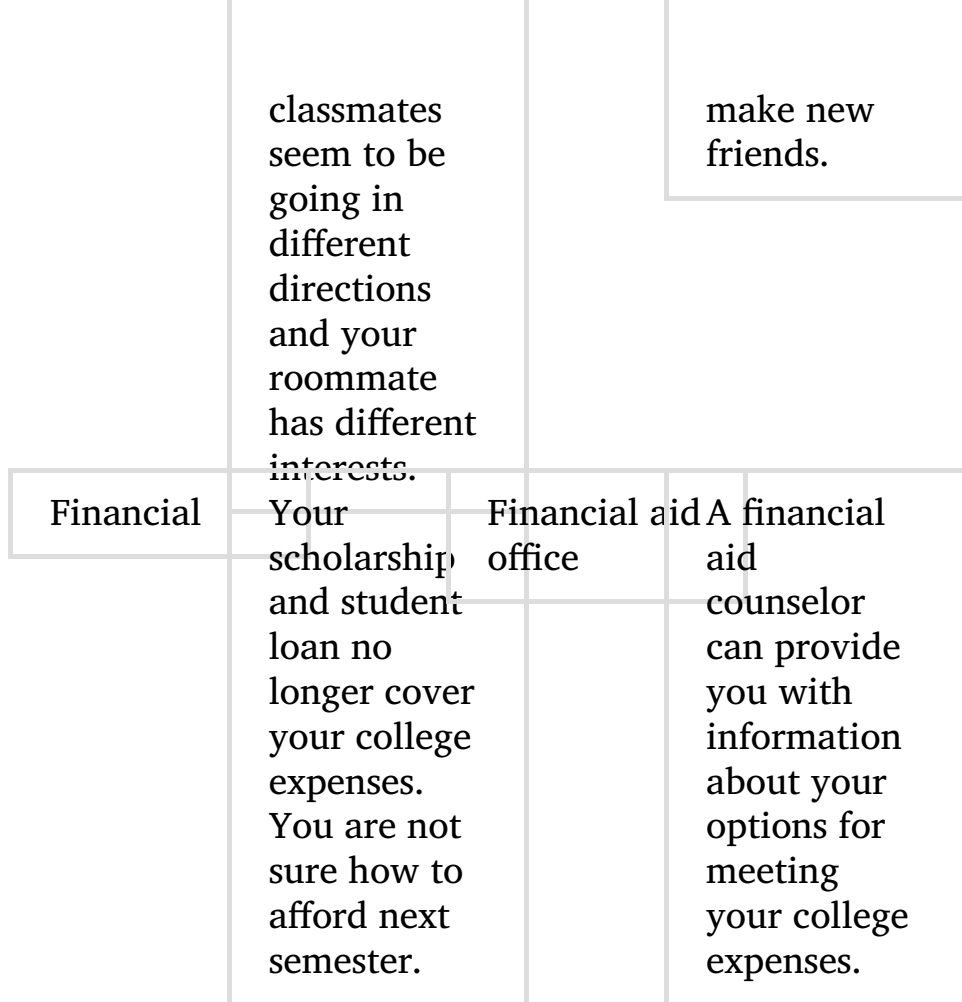 classmates
seem to be
going in
different
directions
and your
roommate
has different
interests.
make new
friends.
Financial
Your
scholarship
and student
loan no
longer cover
your college
expenses.
You are not
sure how to
afford next
semester.
Financial aid
office
A financial
aid
counselor
can provide
you with
information
about your
options for
meeting
your college
expenses.